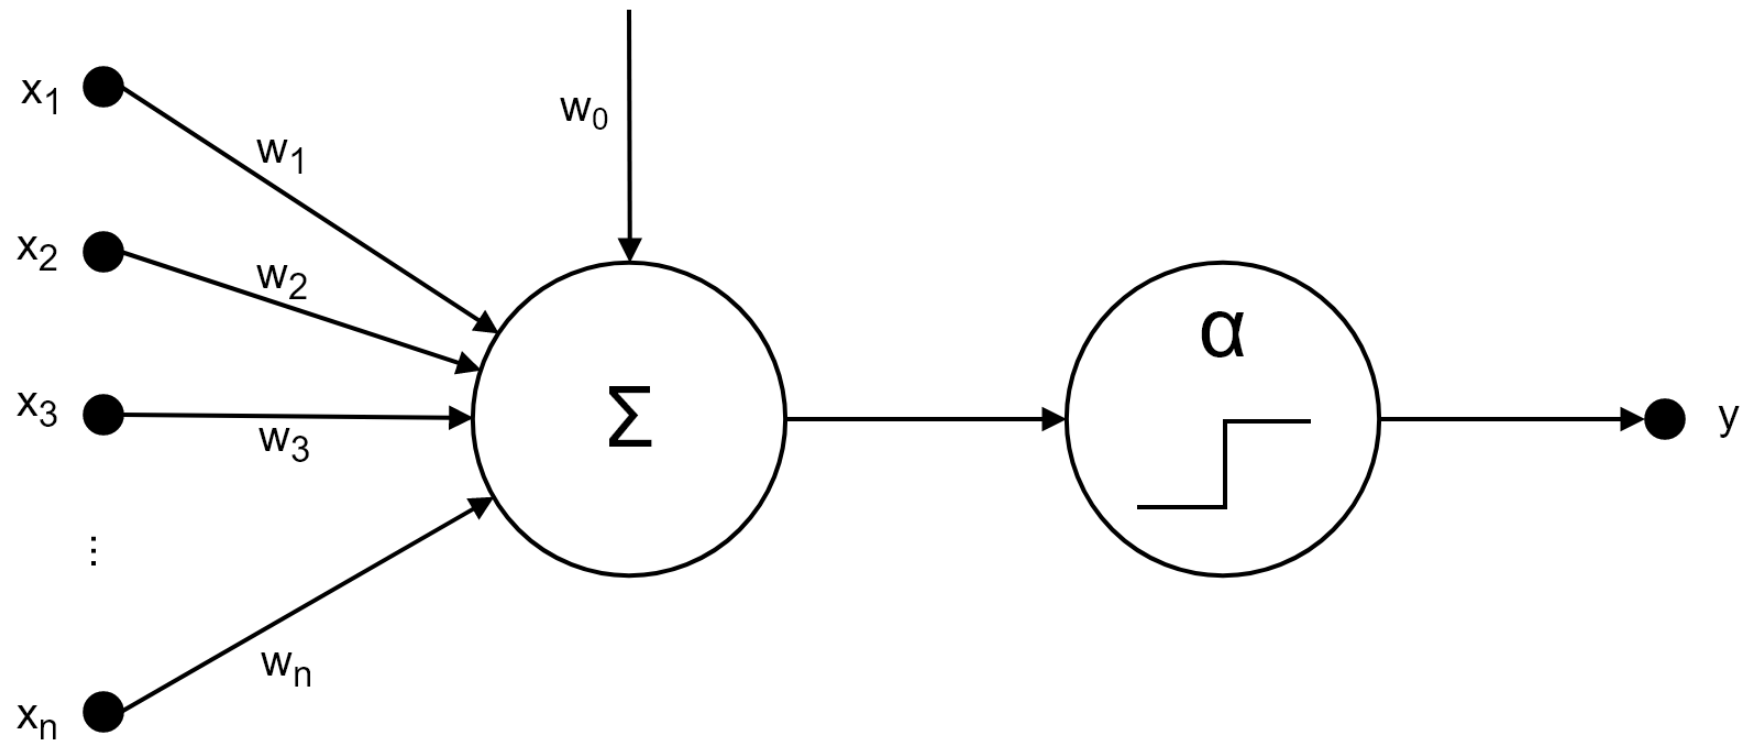 x₁
w₁
w₀
x₂
w₂
x₃
w₃
Σ
α
y
⋮
wₙ
xₙ